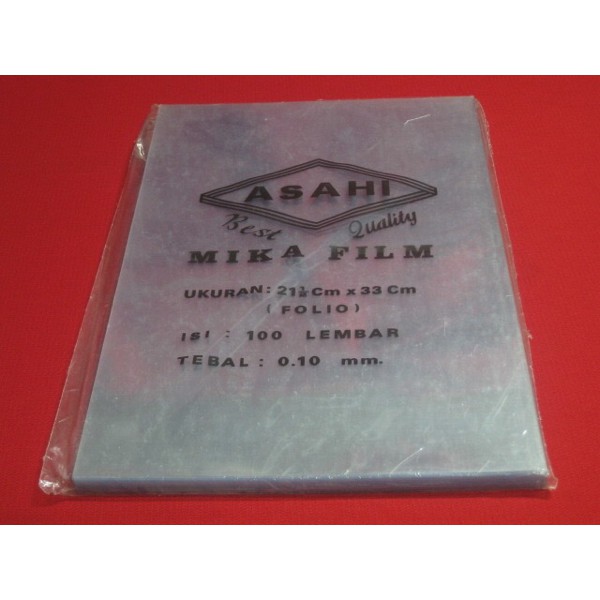 ASAHI
Best Quality
MIKA FILM
UKURAN: 21½ Cm x 33 Cm
( FOLIO )
ISI : 100 LEMBAR
TEBAL : 0.10 mm.